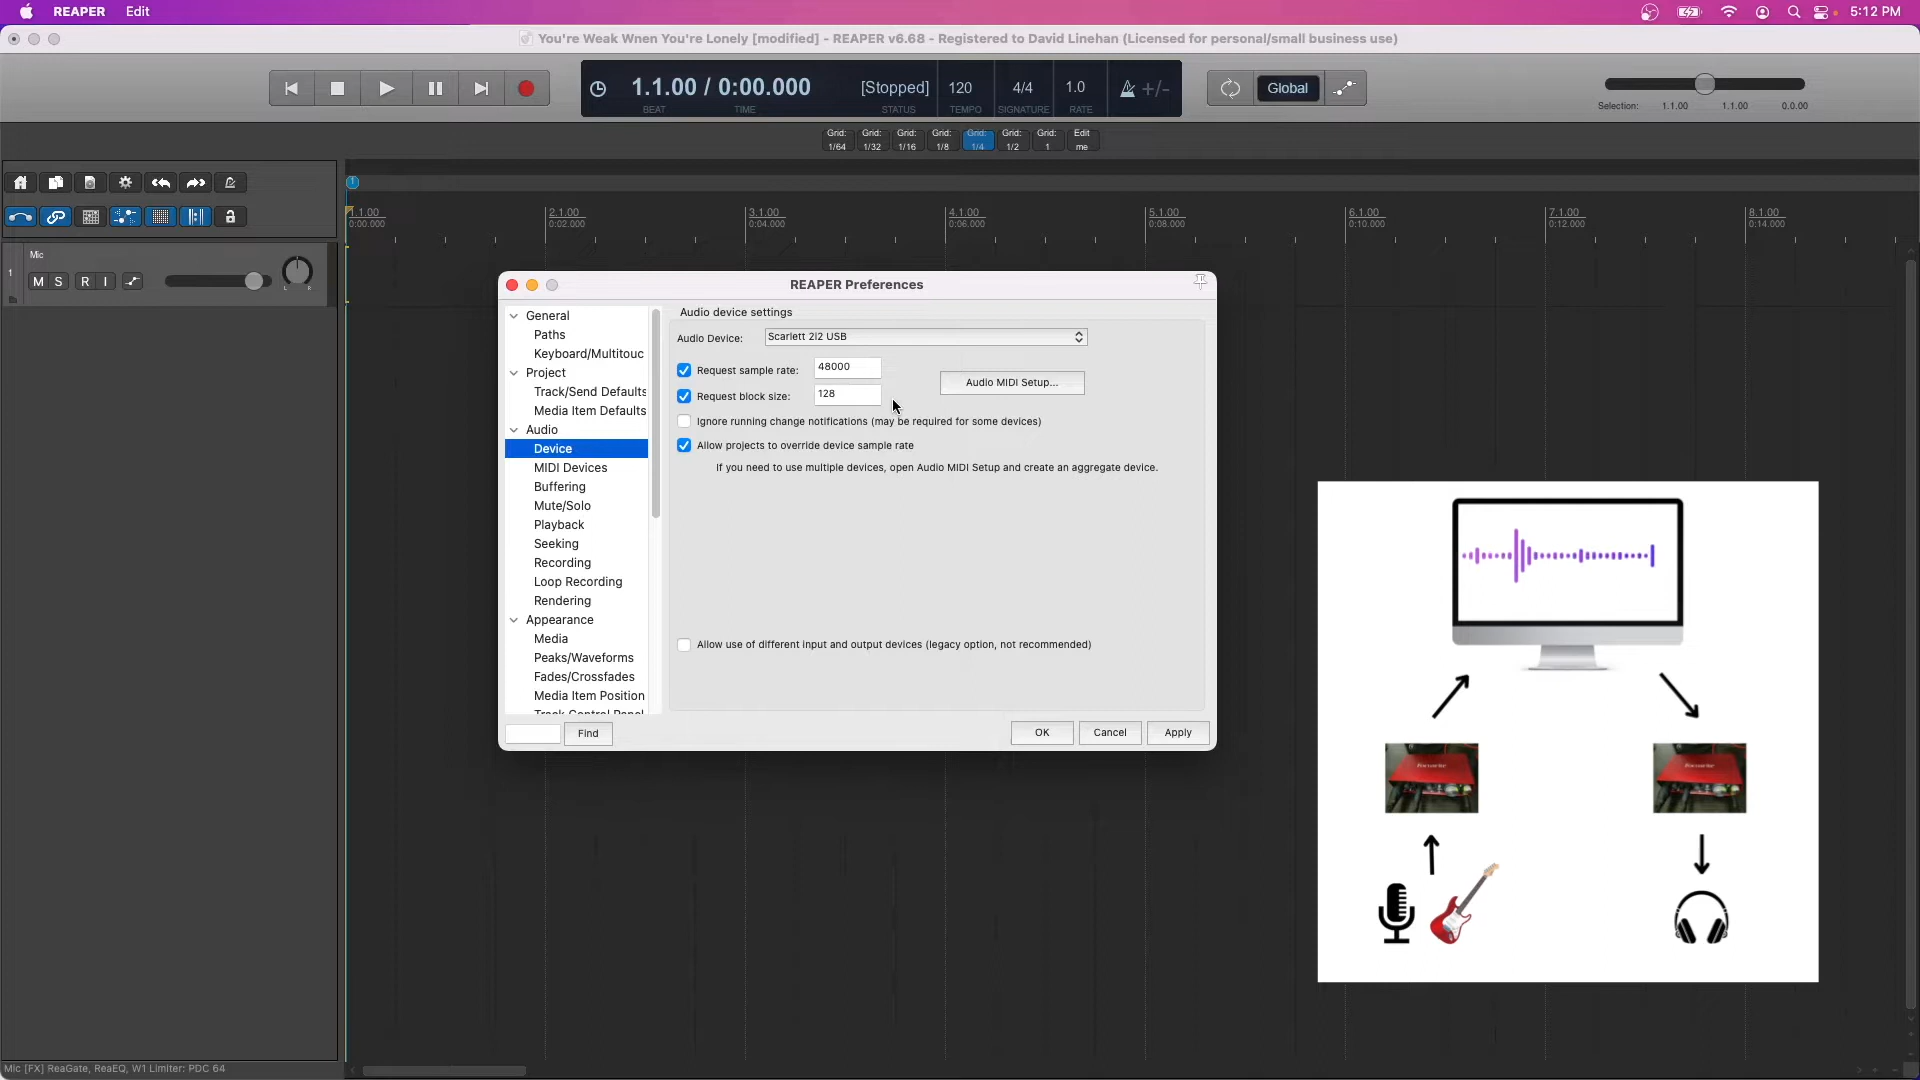 REAPER Edit 5:12 PM
You're Weak Wnen You're Lonely [modified] - REAPER v6.68 - Registered to David Linehan (Licensed for personal/small business use)
1.1.00 / 0:00.000 [Stopped] 120 4/4 1.0 +/- Global
BEAT TIME STATUS TEMPO SIGNATURE RATE Selection: 1.1.00 1.1.00 0.0.00
Grid: Grid: Grid: Grid: Grid: Grid: Grid: Edit
1/64 1/32 1/16 1/8 1/4 1/2 1 me
1.1.00 2.1.00 3.1.00 4.1.00 5.1.00 6.1.00 7.1.00 8.1.00
0:00.000 0:02.000 0:04.000 0:06.000 0:08.000 0:10.000 0:12.000 0:14.000
Mic
1
M S R I
L R
REAPER Preferences
General
Paths
Keyboard/Multitouc
Project
Track/Send Defaults
Media Item Defaults
Audio
Device
MIDI Devices
Buffering
Mute/Solo
Playback
Seeking
Recording
Loop Recording
Rendering
Appearance
Media
Peaks/Waveforms
Fades/Crossfades
Media Item Position
Track Control Panel
Find
Audio device settings
Audio Device: Scarlett 2i2 USB
Request sample rate: 48000
Audio MIDI Setup...
Request block size: 128
Ignore running change notifications (may be required for some devices)
Allow projects to override device sample rate
If you need to use multiple devices, open Audio MIDI Setup and create an aggregate device.
Allow use of different input and output devices (legacy option, not recommended)
OK Cancel Apply
Focusrite Focusrite
Mic [FX] ReaGate, ReaEQ, W1 Limiter: PDC 64